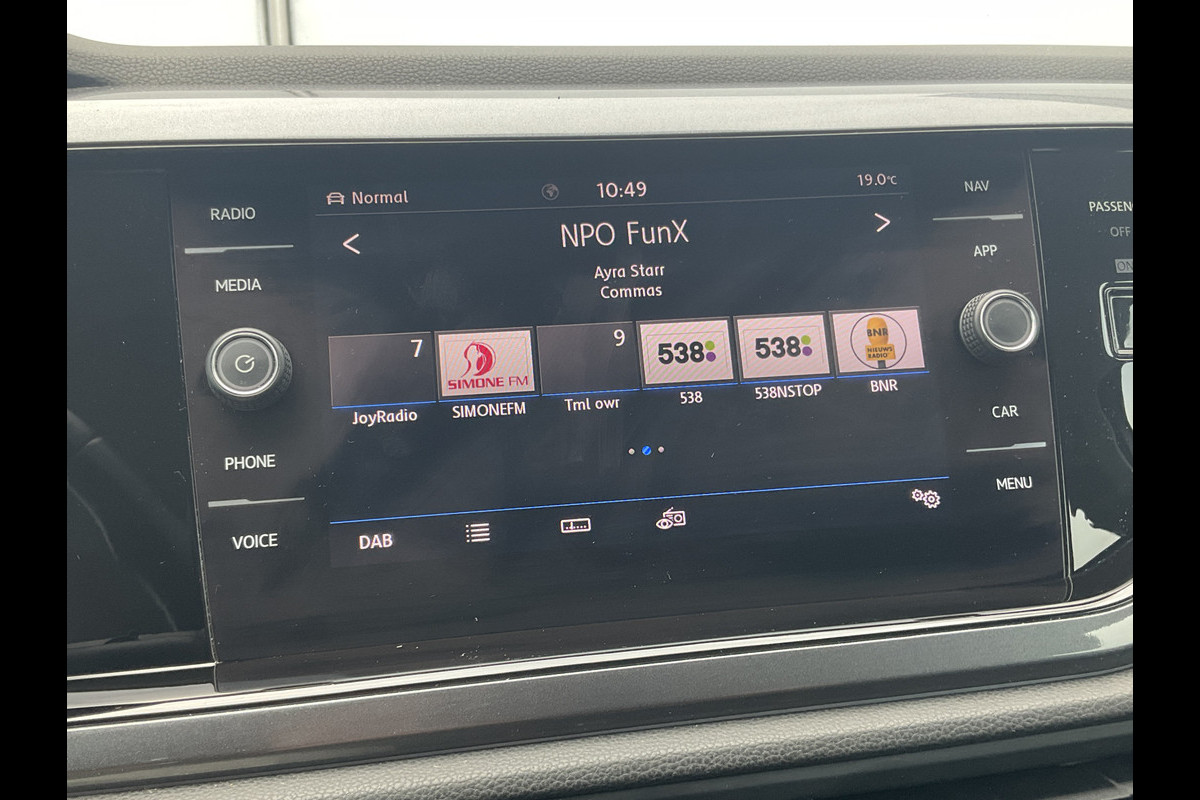 RADIO
MEDIA
PHONE
VOICE
Normal
10:49
19.0°C
NPO FunX
Ayra Starr
Commas
7
JoyRadio
SIMONE FM
SIMONEFM
9
Tml owr
538
538
538
538NSTOP
BNR
NIEUWS
RADIO
BNR
DAB
NAV
APP
CAR
MENU
PASSENG
OFF
ON